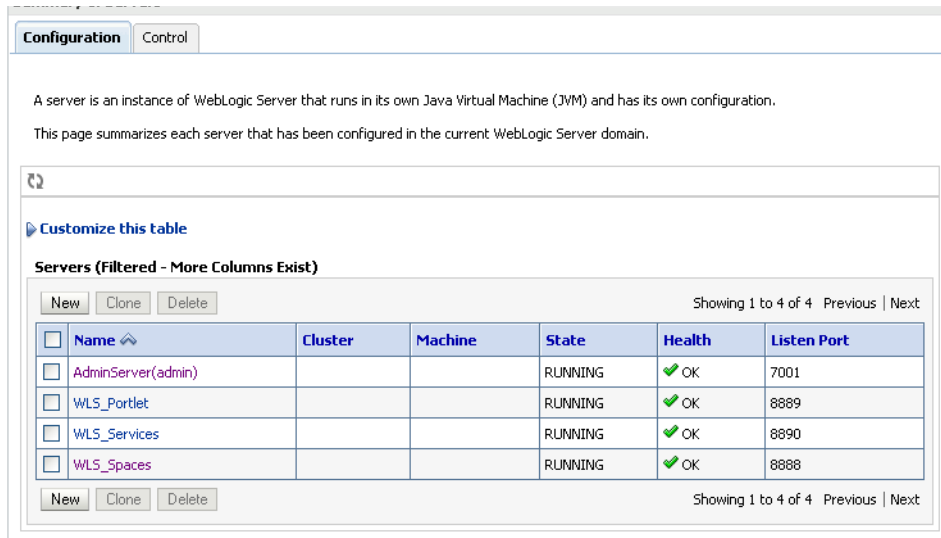 Configuration Control
A server is an instance of WebLogic Server that runs in its own Java Virtual Machine (JVM) and has its own configuration.
This page summarizes each server that has been configured in the current WebLogic Server domain.
Customize this table
Servers (Filtered - More Columns Exist)
New Clone Delete Showing 1 to 4 of 4 Previous | Next
Name Cluster Machine State Health Listen Port
AdminServer(admin) RUNNING OK 7001
WLS_Portlet RUNNING OK 8889
WLS_Services RUNNING OK 8890
WLS_Spaces RUNNING OK 8888
New Clone Delete Showing 1 to 4 of 4 Previous | Next